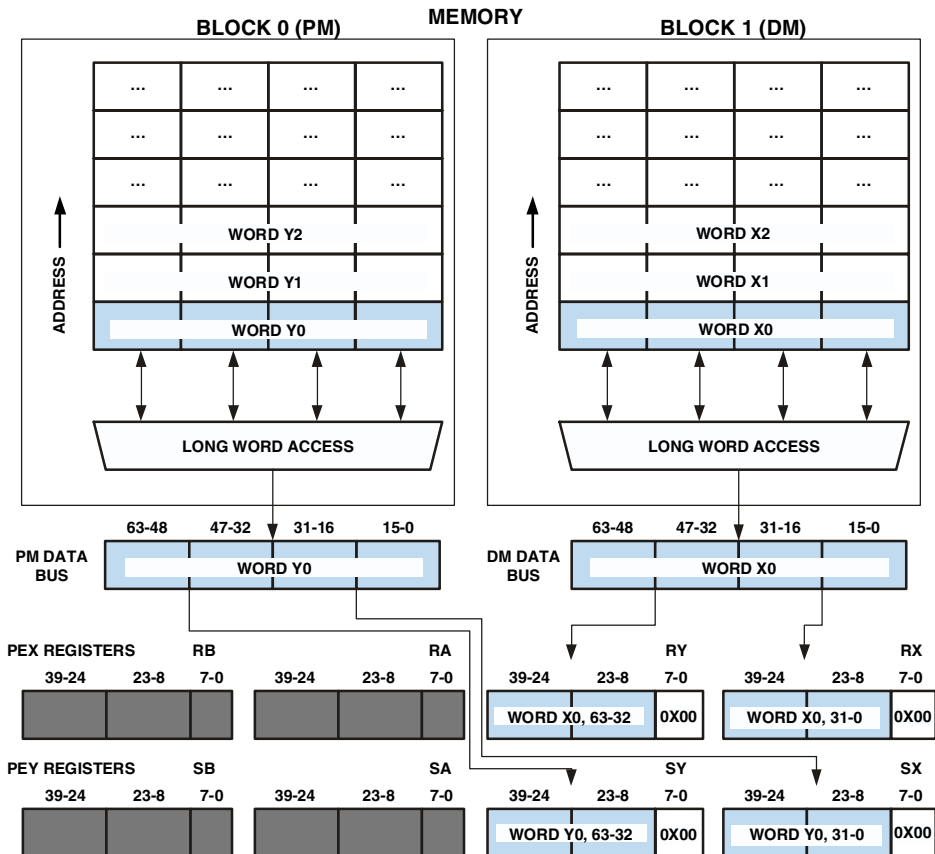 MEMORY
BLOCK 0 (PM) BLOCK 1 (DM)
... ... ... ... ... ... ... ...
... ... ... ... ... ... ... ...
... ... ... ... ... ... ... ...
ADDRESS WORD Y2 ADDRESS WORD X2
WORD Y1 WORD X1
WORD Y0 WORD X0
LONG WORD ACCESS LONG WORD ACCESS
63-48 47-32 31-16 15-0 63-48 47-32 31-16 15-0
PM DATA BUS WORD Y0 DM DATA BUS WORD X0
PEX REGISTERS RB RA RY RX
39-24 23-8 7-0 39-24 23-8 7-0 39-24 23-8 7-0 39-24 23-8 7-0
WORD X0, 63-32 0X00 WORD X0, 31-0 0X00
PEY REGISTERS SB SA SY SX
39-24 23-8 7-0 39-24 23-8 7-0 39-24 23-8 7-0 39-24 23-8 7-0
WORD Y0, 63-32 0X00 WORD Y0, 31-0 0X00